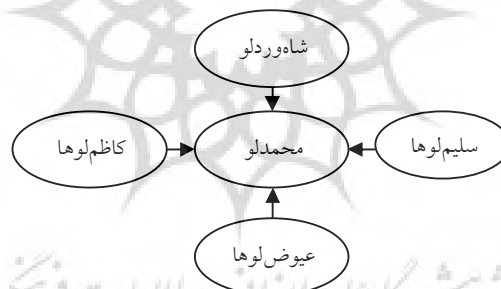 شاه‌وردلو
سلیم‌لوها
محمدلو
کاظم‌لوها
عیوض‌لوها